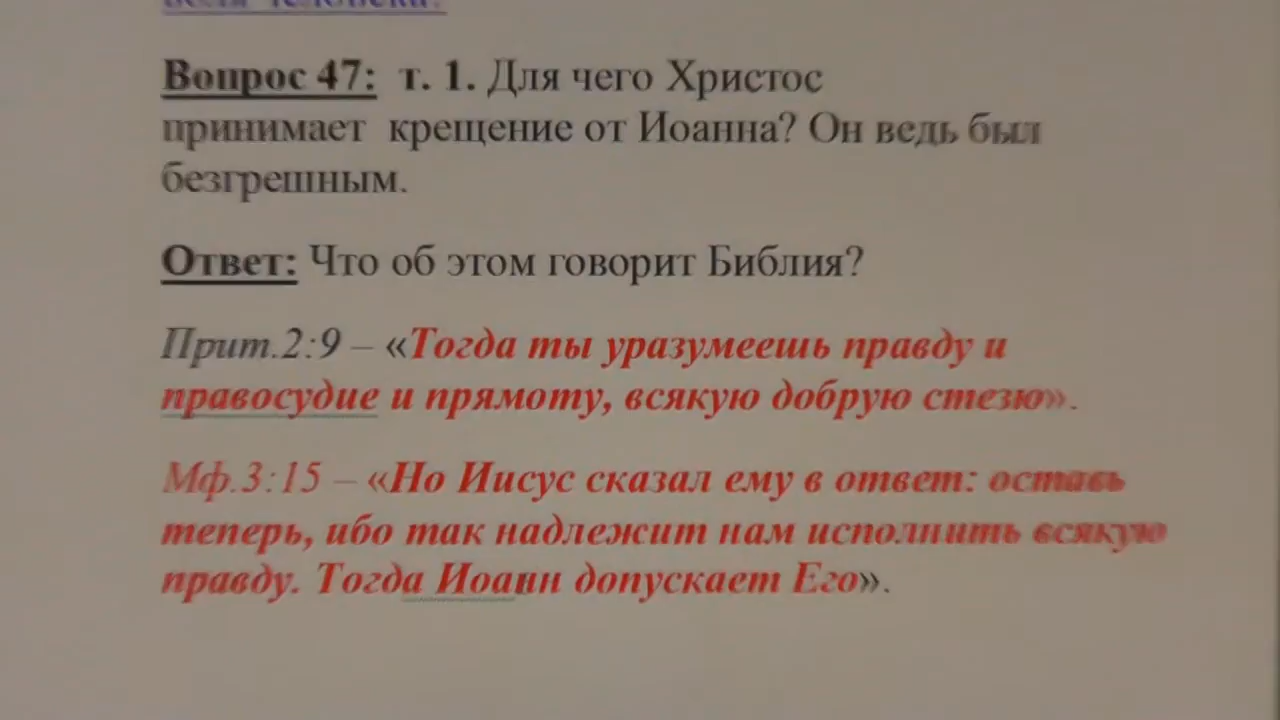 Вопрос 47: т. 1. Для чего Христос
принимает крещение от Иоанна? Он ведь был
безгрешным.
Ответ: Что об этом говорит Библия?
Прит.2:9 – «Тогда ты уразумеешь правду и
правосудие и прямоту, всякую добрую стезю».
Мф.3:15 – «Но Иисус сказал ему в ответ: оставь
теперь, ибо так надлежит нам исполнить всякую
правду. Тогда Иоанн допускает Его».